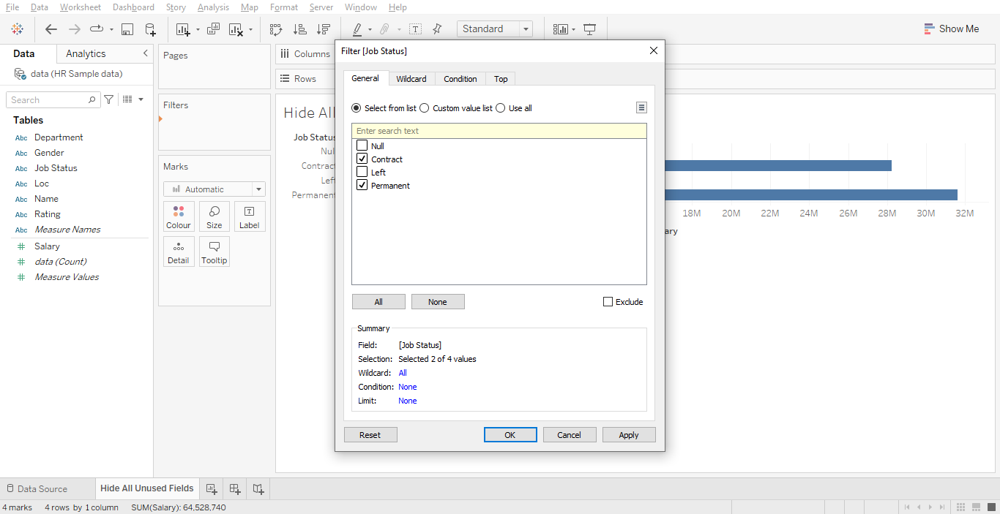 File Data Worksheet Dashboard Story Analysis Map Format Server Window Help
Standard
Show Me
Data Analytics
data (HR Sample data)
Search
Tables
Abc Department
Abc Gender
Abc Job Status
Abc Loc
Abc Name
Abc Rating
Abc Measure Names
Salary
data (Count)
Measure Values
Pages
Filters
Marks
Automatic
Colour Size Label
Detail Tooltip
Columns
Rows
Hide All
Job Status
Null
Contract
Left
Permanent
18M 20M 22M 24M 26M 28M 30M 32M
ary
Filter [Job Status]
General Wildcard Condition Top
Select from list Custom value list Use all
Enter search text
Null
Contract
Left
Permanent
All None Exclude
Summary
Field: [Job Status]
Selection: Selected 2 of 4 values
Wildcard: All
Condition: None
Limit: None
Reset OK Cancel Apply
Data Source Hide All Unused Fields
4 marks 4 rows by 1 column SUM(Salary): 64,528,740